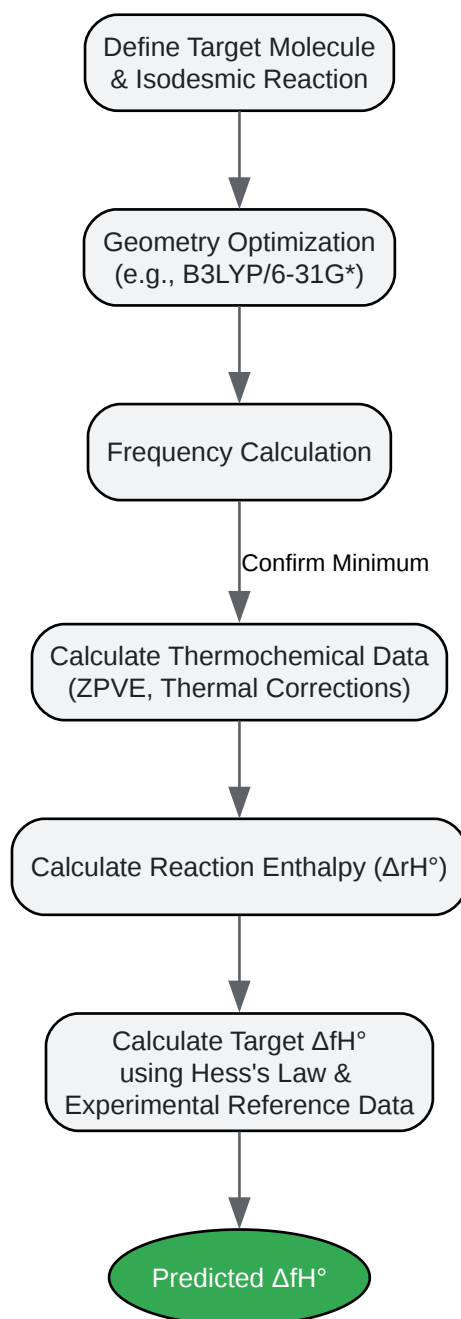 Define Target Molecule
& Isodesmic Reaction
Geometry Optimization
(e.g., B3LYP/6-31G*)
Frequency Calculation
Confirm Minimum
Calculate Thermochemical Data
(ZPVE, Thermal Corrections)
Calculate Reaction Enthalpy (ΔrH°)
Calculate Target ΔfH°
using Hess's Law &
Experimental Reference Data
Predicted ΔfH°